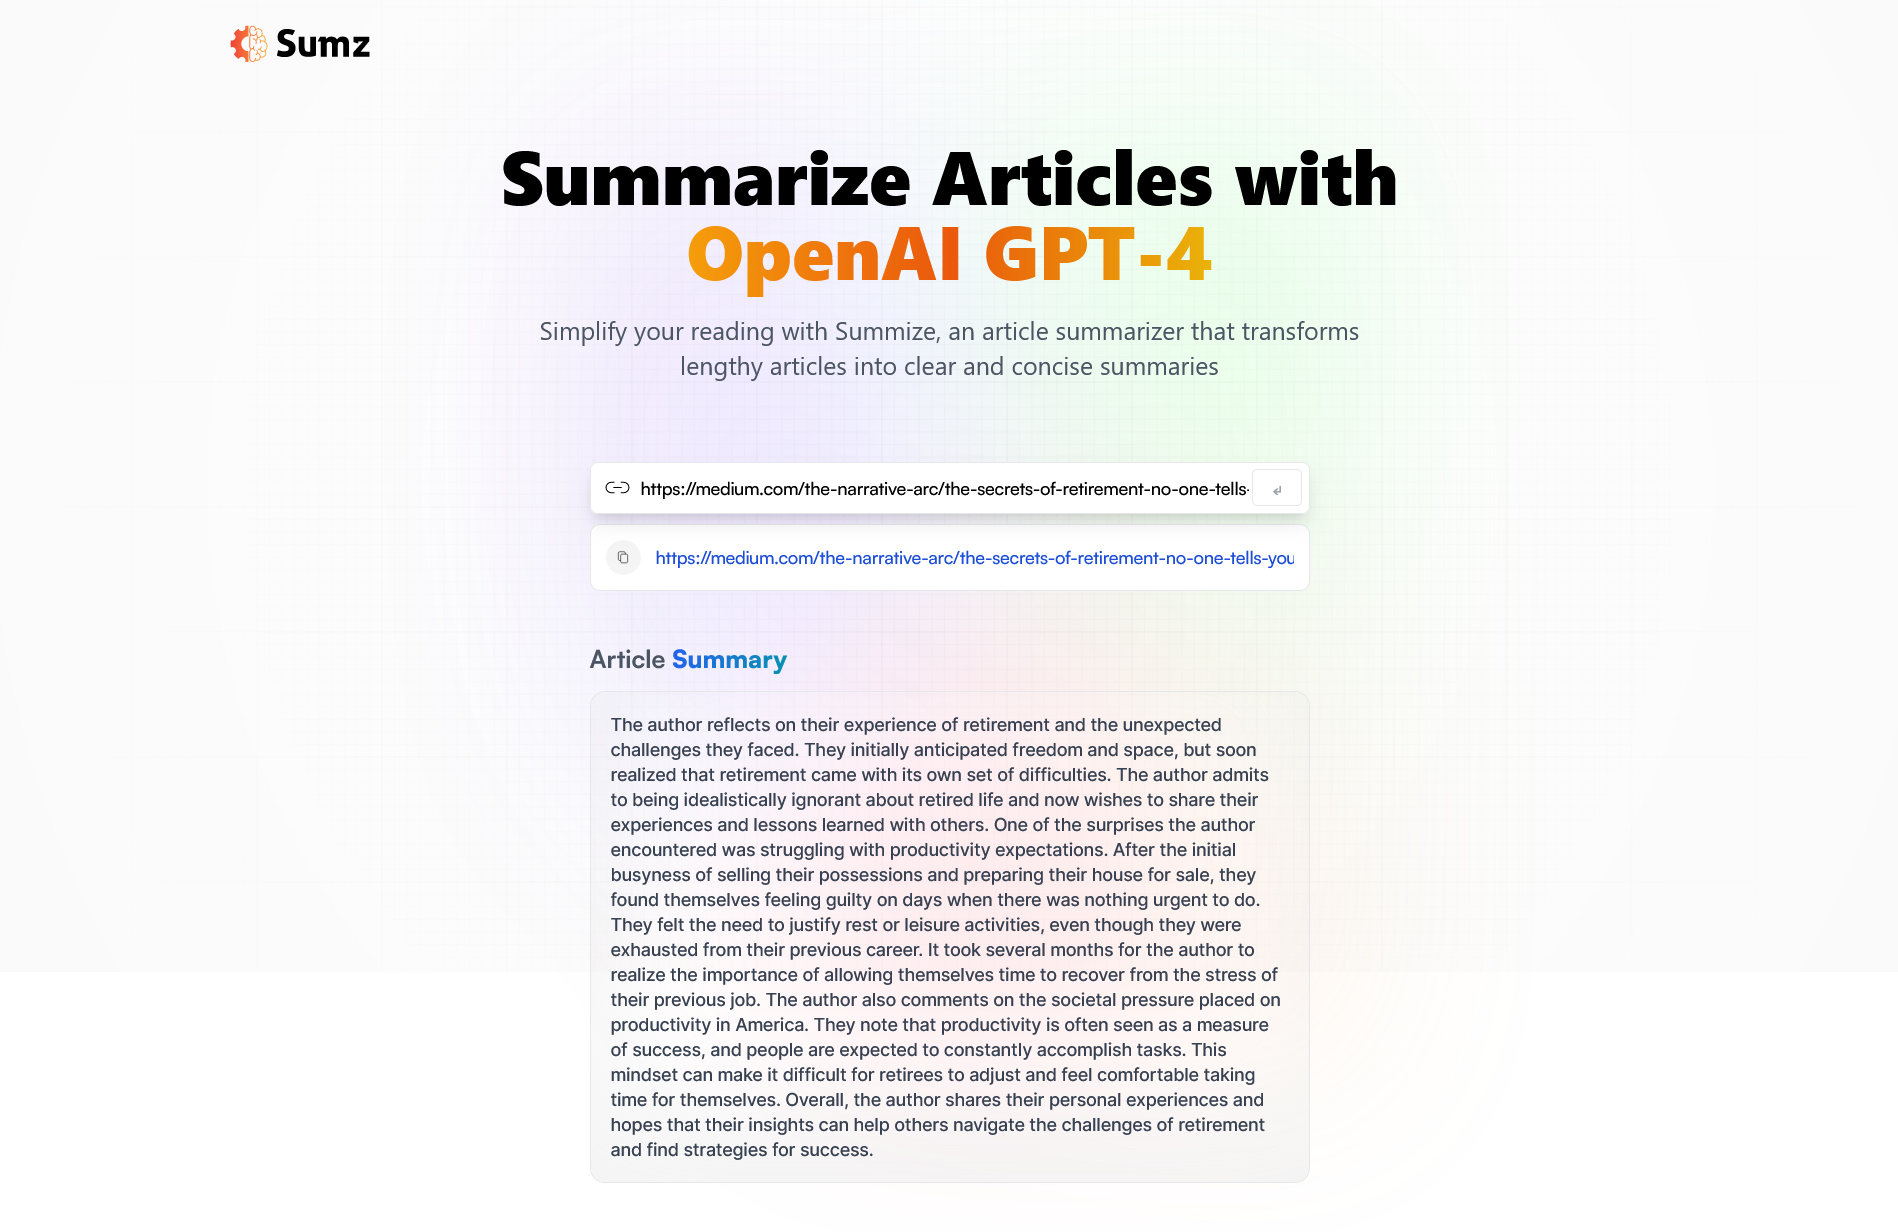 Sumz
Summarize Articles with
OpenAI GPT-4
Simplify your reading with Summize, an article summarizer that transforms
lengthy articles into clear and concise summaries
https://medium.com/the-narrative-arc/the-secrets-of-retirement-no-one-tells-
https://medium.com/the-narrative-arc/the-secrets-of-retirement-no-one-tells-you
Article Summary
The author reflects on their experience of retirement and the unexpected
challenges they faced. They initially anticipated freedom and space, but soon
realized that retirement came with its own set of difficulties. The author admits
to being idealistically ignorant about retired life and now wishes to share their
experiences and lessons learned with others. One of the surprises the author
encountered was struggling with productivity expectations. After the initial
busyness of selling their possessions and preparing their house for sale, they
found themselves feeling guilty on days when there was nothing urgent to do.
They felt the need to justify rest or leisure activities, even though they were
exhausted from their previous career. It took several months for the author to
realize the importance of allowing themselves time to recover from the stress of
their previous job. The author also comments on the societal pressure placed on
productivity in America. They note that productivity is often seen as a measure
of success, and people are expected to constantly accomplish tasks. This
mindset can make it difficult for retirees to adjust and feel comfortable taking
time for themselves. Overall, the author shares their personal experiences and
hopes that their insights can help others navigate the challenges of retirement
and find strategies for success.